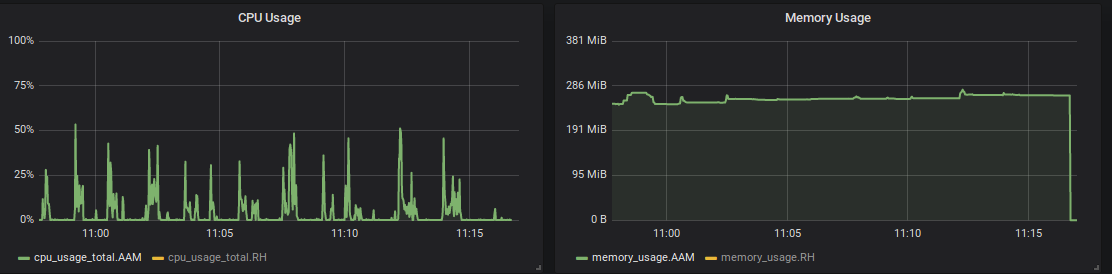 CPU Usage
100%
75%
50%
25%
0%
11:00 11:05 11:10 11:15
cpu_usage_total.AAM cpu_usage_total.RH
Memory Usage
381 MiB
286 MiB
191 MiB
95 MiB
0 B
11:00 11:05 11:10 11:15
memory_usage.AAM memory_usage.RH